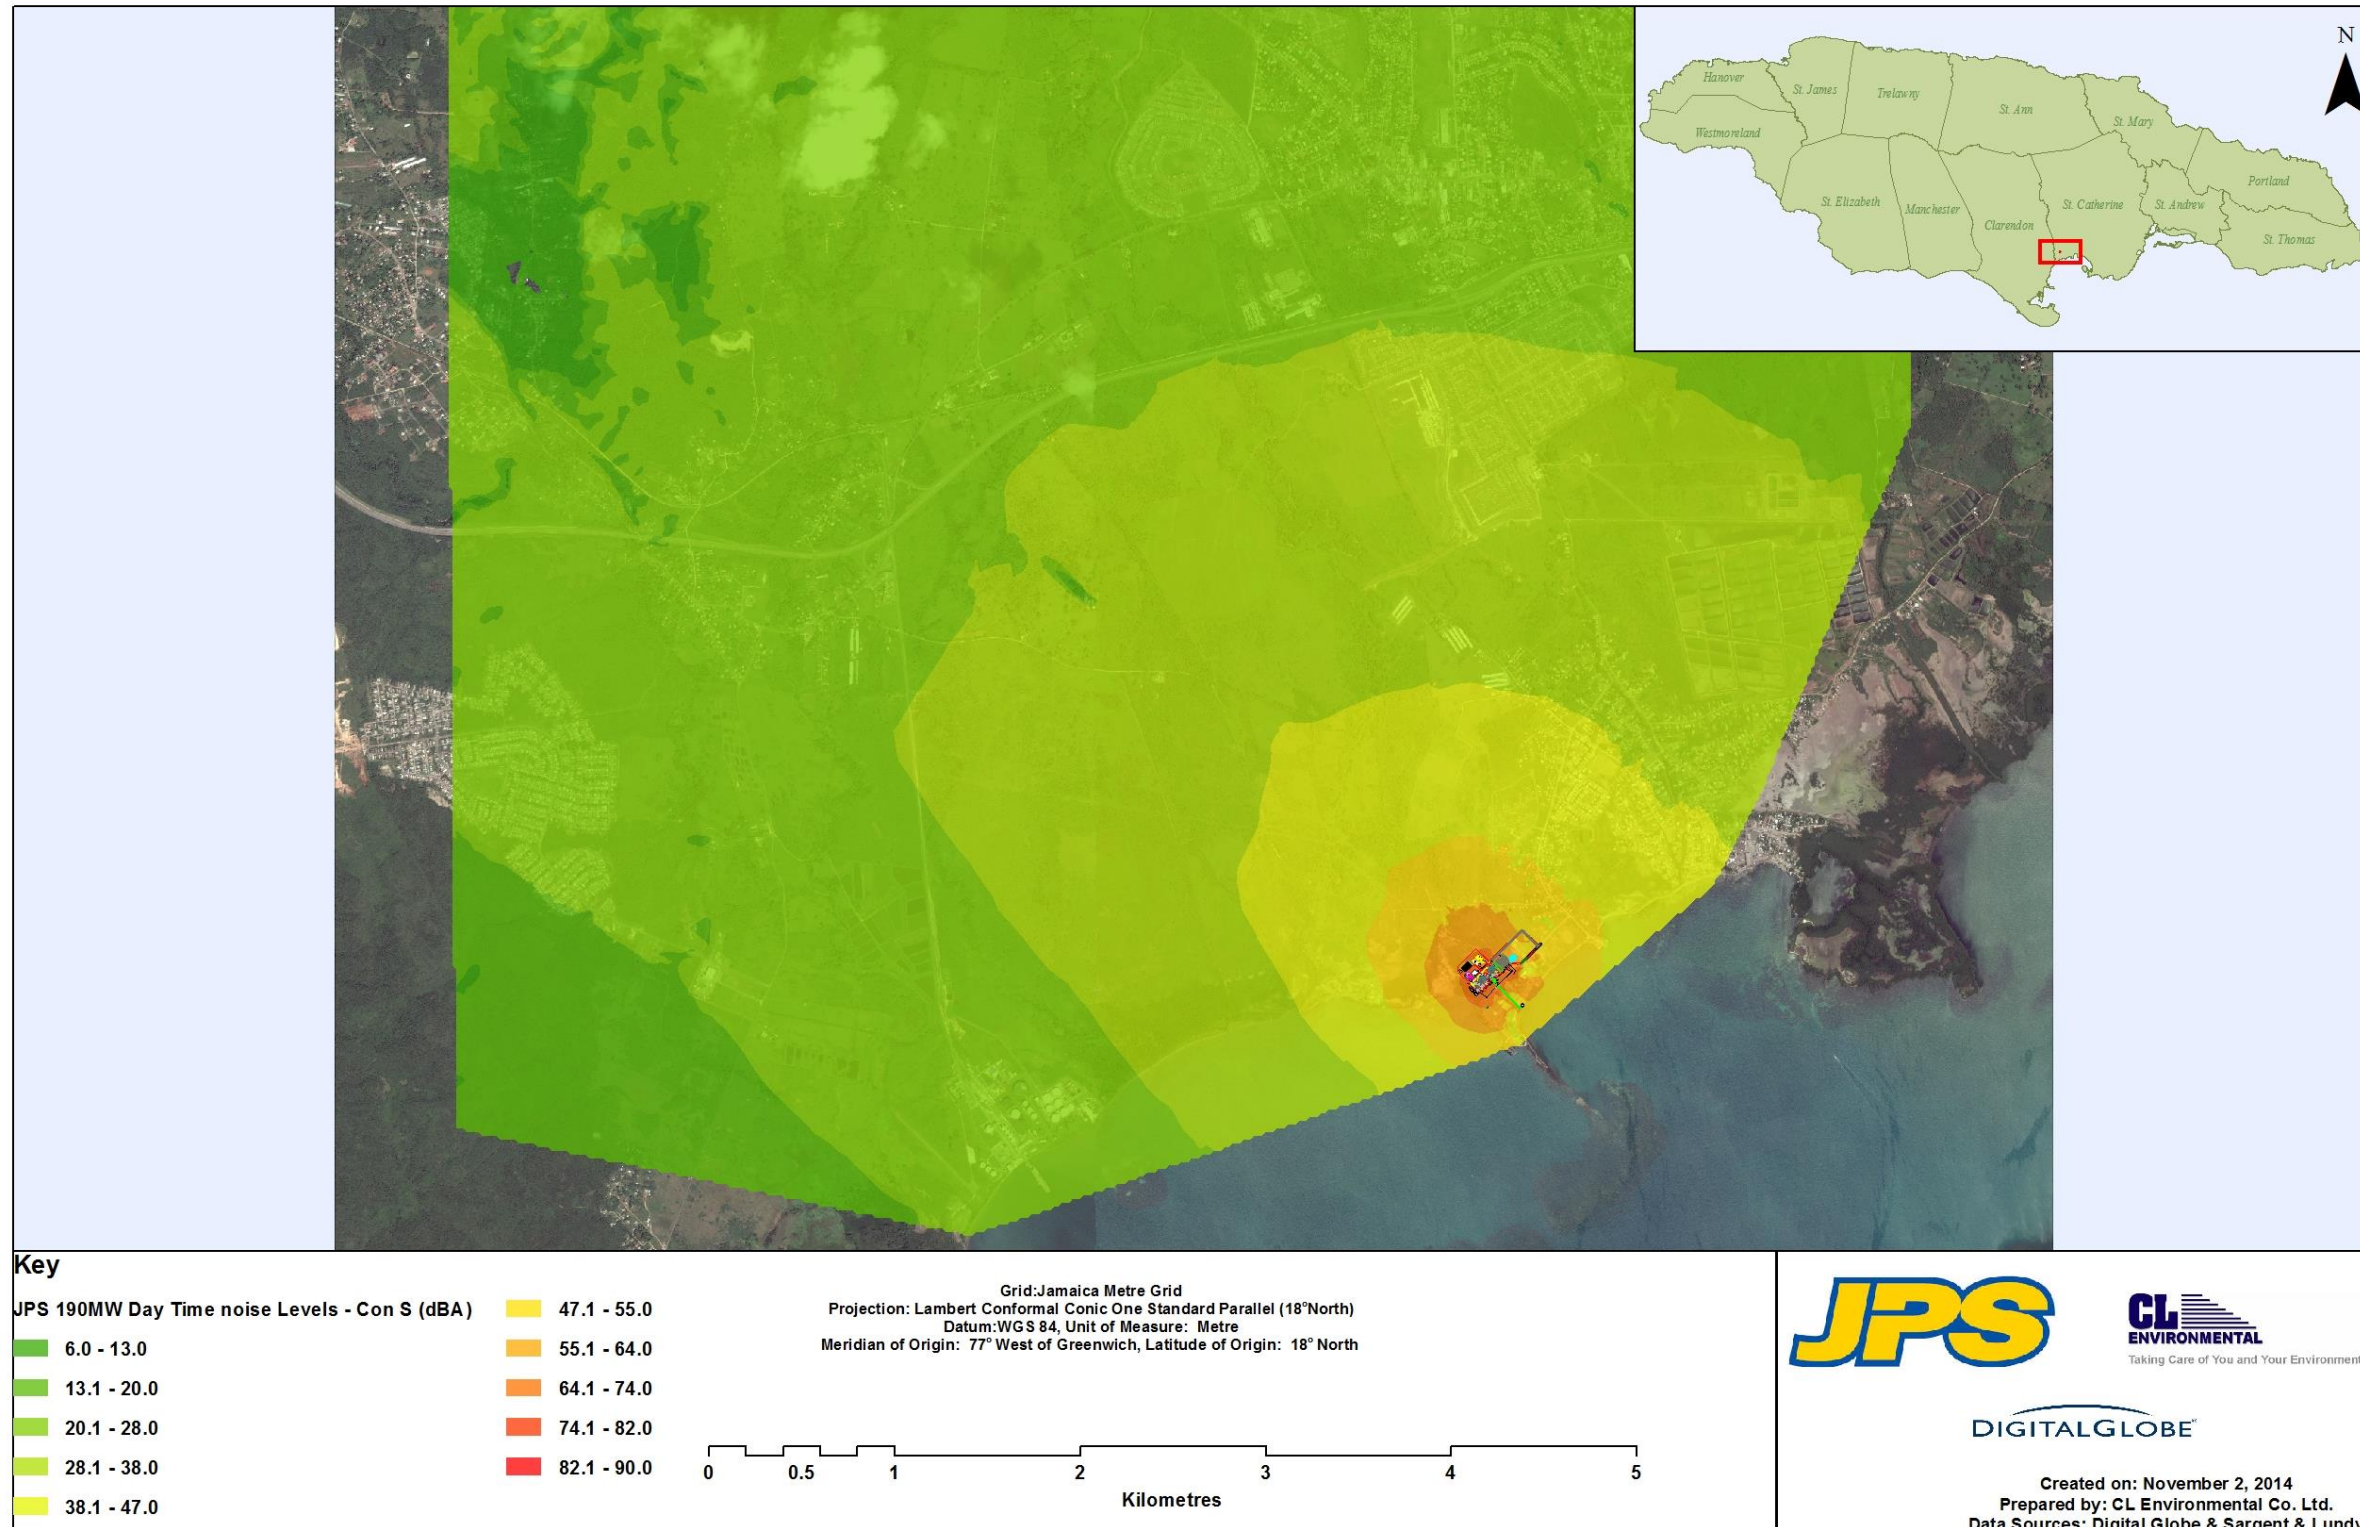 N
Hanover
St. James
Trelawny
St. Ann
St. Mary
Westmoreland
Portland
St. Elizabeth
Manchester
St. Catherine
St. Andrew
Clarendon
St. Thomas
Key
JPS 190MW Day Time noise Levels - Con S (dBA)
6.0 - 13.0
13.1 - 20.0
20.1 - 28.0
28.1 - 38.0
38.1 - 47.0
47.1 - 55.0
55.1 - 64.0
64.1 - 74.0
74.1 - 82.0
82.1 - 90.0
Grid:Jamaica Metre Grid
Projection: Lambert Conformal Conic One Standard Parallel (18°North)
Datum:WGS 84, Unit of Measure: Metre
Meridian of Origin: 77° West of Greenwich, Latitude of Origin: 18° North
0 0.5 1 2 3 4 5
Kilometres
JPS
CL
ENVIRONMENTAL
Taking Care of You and Your Environment
DIGITALGLOBE
Created on: November 2, 2014
Prepared by: CL Environmental Co. Ltd.
Data Sources: Digital Globe & Sargent & Lundy